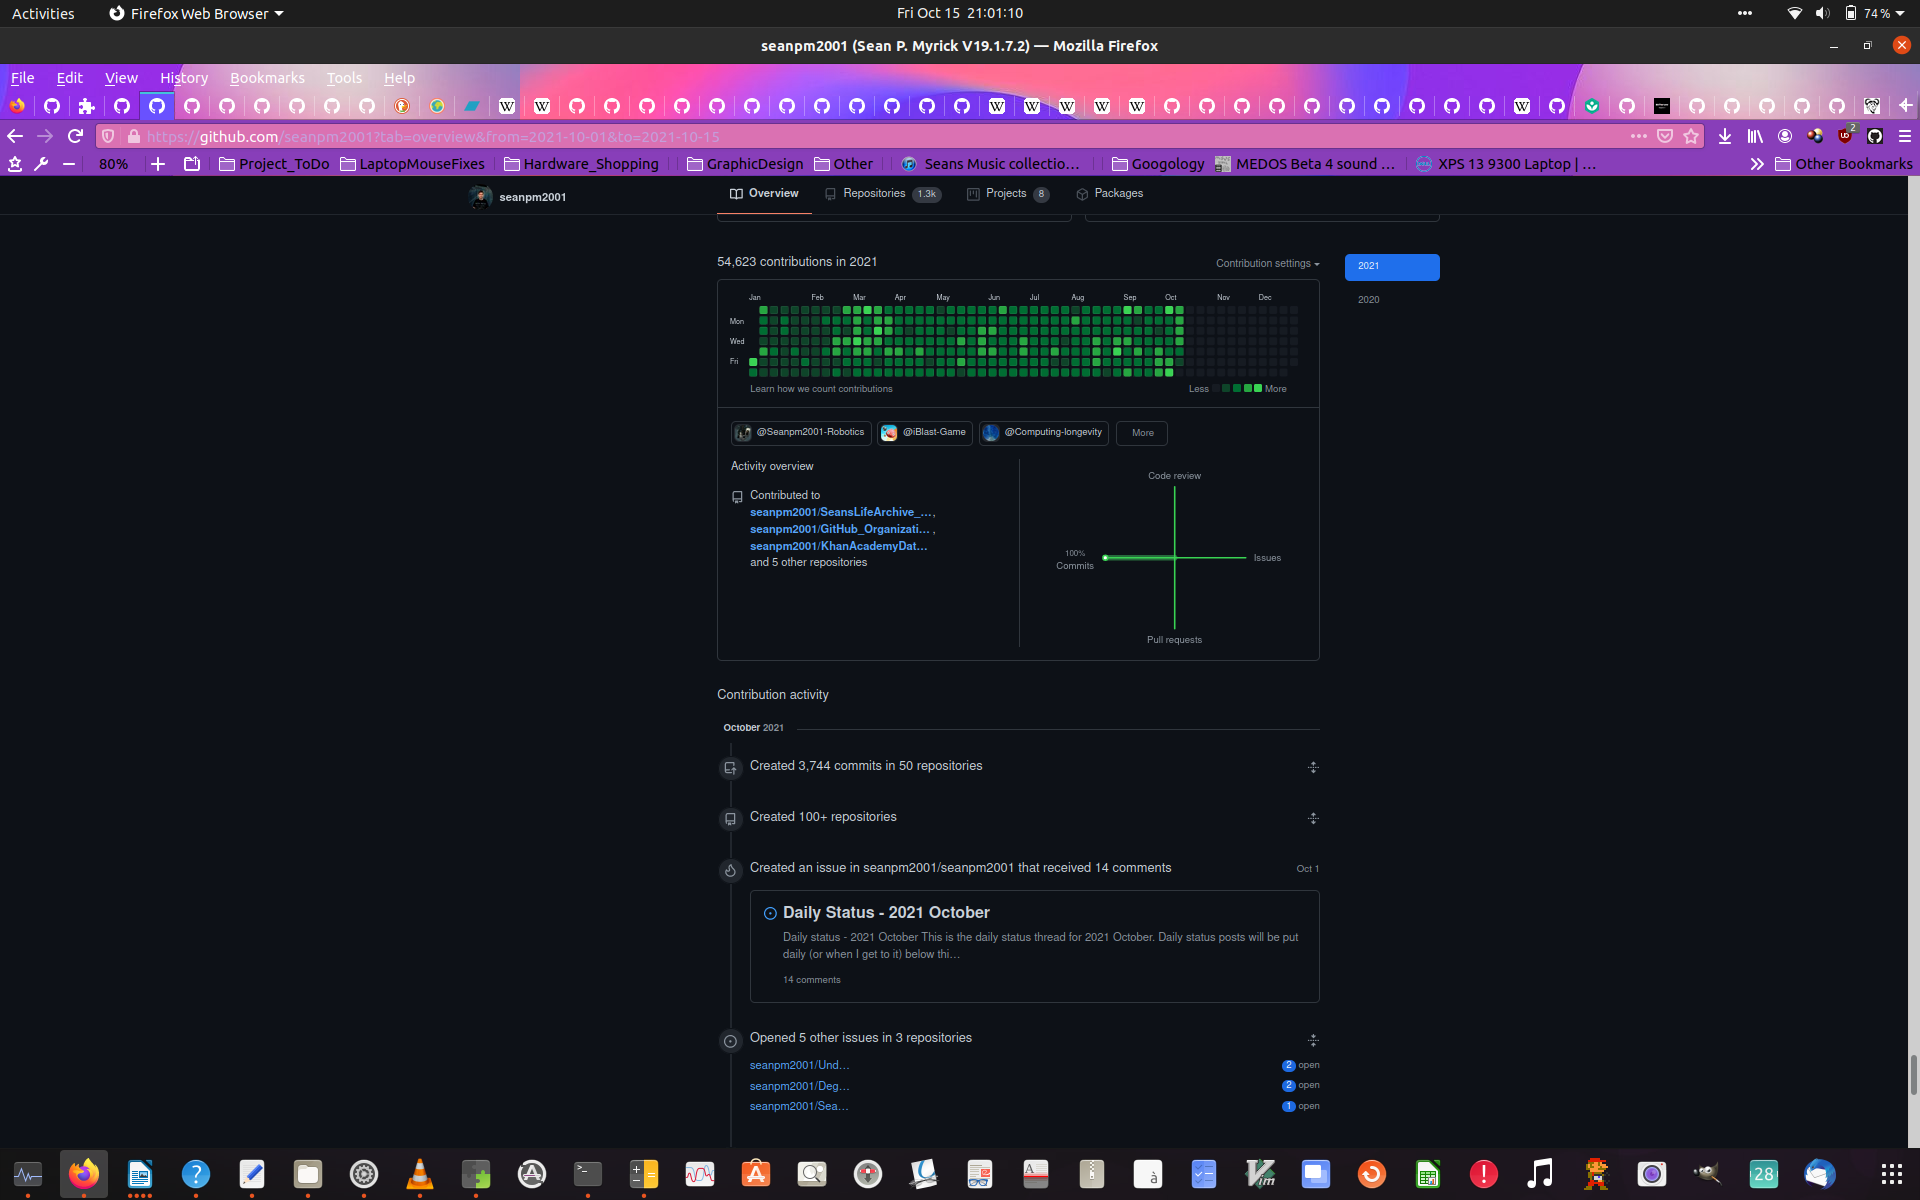 Activities
Firefox Web Browser
Fri Oct 15 21:01:10
74%
seanpm2001 (Sean P. Myrick V19.1.7.2) — Mozilla Firefox
File Edit View History Bookmarks Tools Help
https://github.com/seanpm2001?tab=overview&from=2021-10-01&to=2021-10-15
2
80%
Project_ToDo
LaptopMouseFixes
Hardware_Shopping
GraphicDesign
Other
Seans Music collectio…
Googology
MEDOS Beta 4 sound …
XPS 13 9300 Laptop | …
Other Bookmarks
seanpm2001
Overview
Repositories 1.3k
Projects 8
Packages
54,623 contributions in 2021
Contribution settings
2021
2020
Jan Feb Mar Apr May Jun Jul Aug Sep Oct Nov Dec
Mon
Wed
Fri
Learn how we count contributions
Less More
@Seanpm2001-Robotics
@iBlast-Game
@Computing-longevity
More
Activity overview
Contributed to
seanpm2001/SeansLifeArchive_…,
seanpm2001/GitHub_Organizati… ,
seanpm2001/KhanAcademyDat…
and 5 other repositories
Code review
100%
Commits
Issues
Pull requests
Contribution activity
October 2021
Created 3,744 commits in 50 repositories
Created 100+ repositories
Created an issue in seanpm2001/seanpm2001 that received 14 comments
Oct 1
Daily Status - 2021 October
Daily status - 2021 October This is the daily status thread for 2021 October. Daily status posts will be put
daily (or when I get to it) below thi…
14 comments
Opened 5 other issues in 3 repositories
seanpm2001/Und…
2 open
seanpm2001/Deg…
2 open
seanpm2001/Sea…
1 open
28